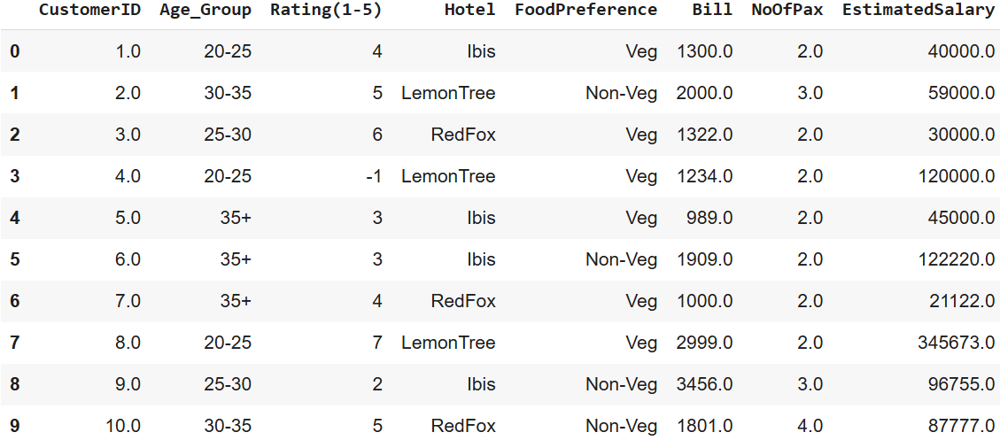 CustomerID Age_Group Rating(1-5) Hotel FoodPreference Bill NoOfPax EstimatedSalary
0 1.0 20-25 4 Ibis Veg 1300.0 2.0 40000.0
1 2.0 30-35 5 LemonTree Non-Veg 2000.0 3.0 59000.0
2 3.0 25-30 6 RedFox Veg 1322.0 2.0 30000.0
3 4.0 20-25 -1 LemonTree Veg 1234.0 2.0 120000.0
4 5.0 35+ 3 Ibis Veg 989.0 2.0 45000.0
5 6.0 35+ 3 Ibis Non-Veg 1909.0 2.0 122220.0
6 7.0 35+ 4 RedFox Veg 1000.0 2.0 21122.0
7 8.0 20-25 7 LemonTree Veg 2999.0 2.0 345673.0
8 9.0 25-30 2 Ibis Non-Veg 3456.0 3.0 96755.0
9 10.0 30-35 5 RedFox Non-Veg 1801.0 4.0 87777.0